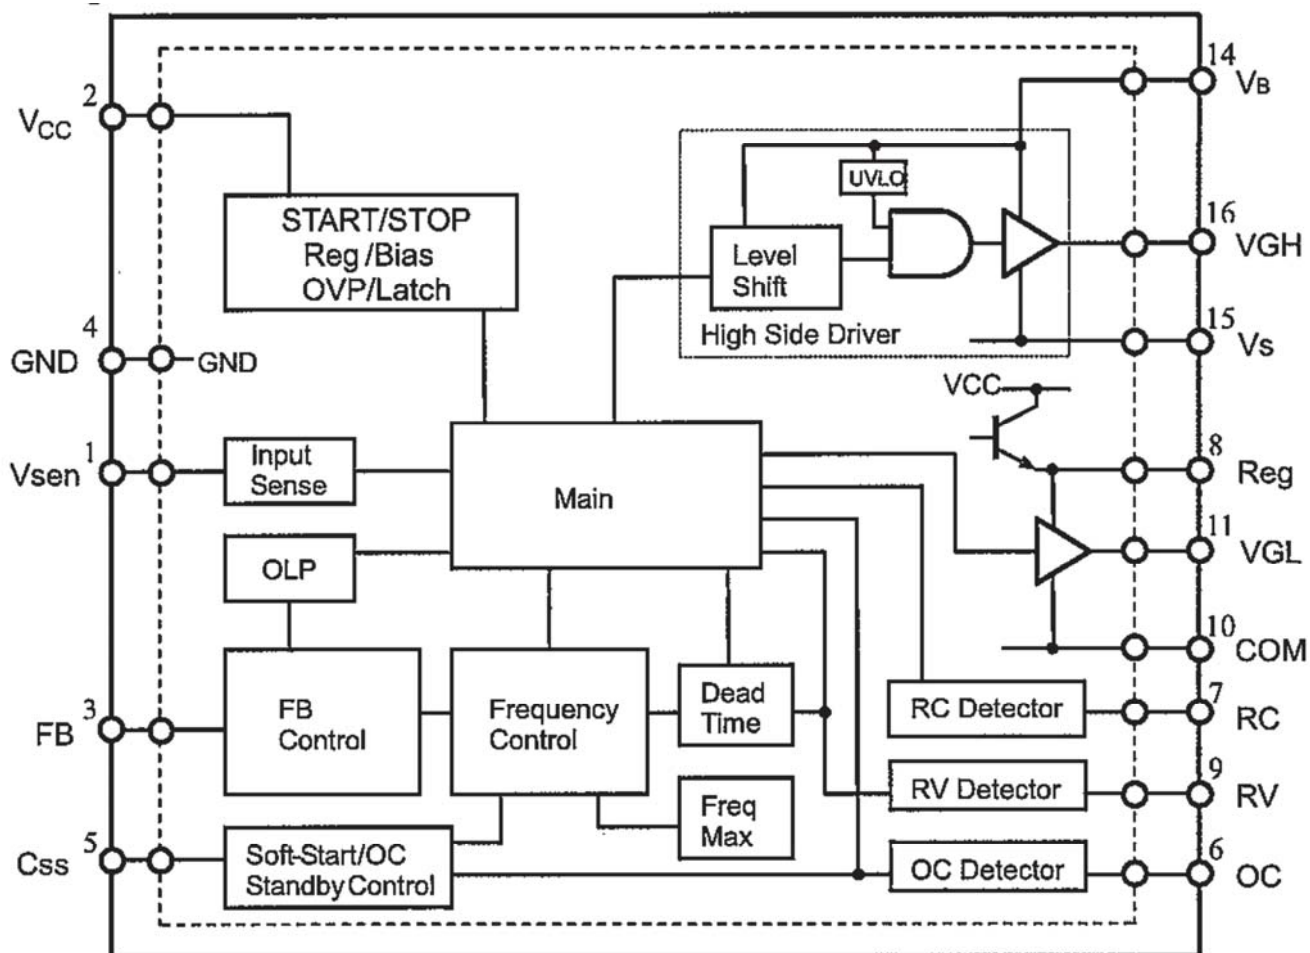 2
VCC
14
VB
UVLO
START/STOP
Reg /Bias
OVP/Latch
16
VGH
Level
Shift
High Side Driver
15
Vs
4
GND
GND
VCC
1
Vsen
Input
Sense
Main
8
Reg
OLP
11
VGL
10
COM
3
FB
FB
Control
Frequency
Control
Dead
Time
RC Detector
7
RC
RV Detector
9
RV
Freq
Max
5
Css
Soft-Start/OC
Standby Control
OC Detector
6
OC